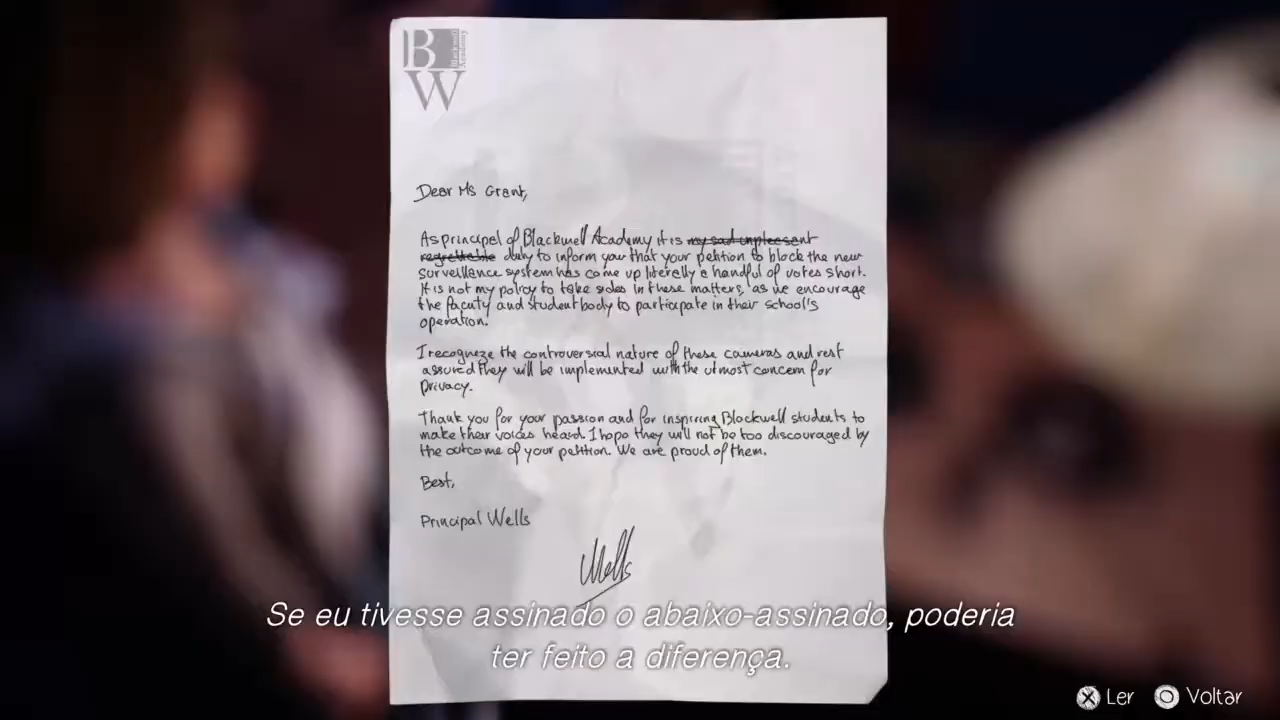 BW Blackwell Academy
Dear Ms Grant,
As principel of Blackwell Academy it is my sad unpleesent
regrettable duty to inform you that your petition to block the new
surveillance system has come up literally a handful of votes short.
It is not my policy to take sides in these matters, as we encourage
the faculty and student body to participate in their school's
operation.
I recogneze the controversial nature of these cameras and rest
assured they will be implemented with the utmost concern for
privacy.
Thank you for your passion and for inspiring Blackwell students to
make their voices heard. I hope they will not be too discouraged by
the outcome of your petition. We are proud of them.
Best,
Principal Wells
Wells
Se eu tivesse assinado o abaixo-assinado, poderia
ter feito a diferença.
Ler Voltar